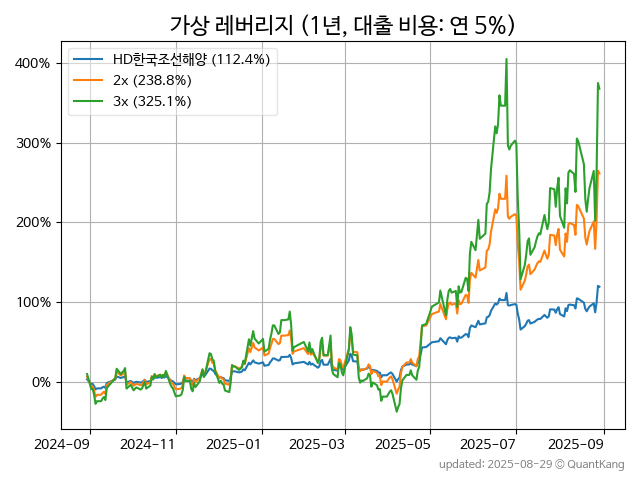 가상 레버리지 (1년, 대출 비용: 연 5%)
HD한국조선해양 (112.4%)
2x (238.8%)
3x (325.1%)
400%
300%
200%
100%
0%
2024-09 2024-11 2025-01 2025-03 2025-05 2025-07 2025-09
updated: 2025-08-29 © QuantKang